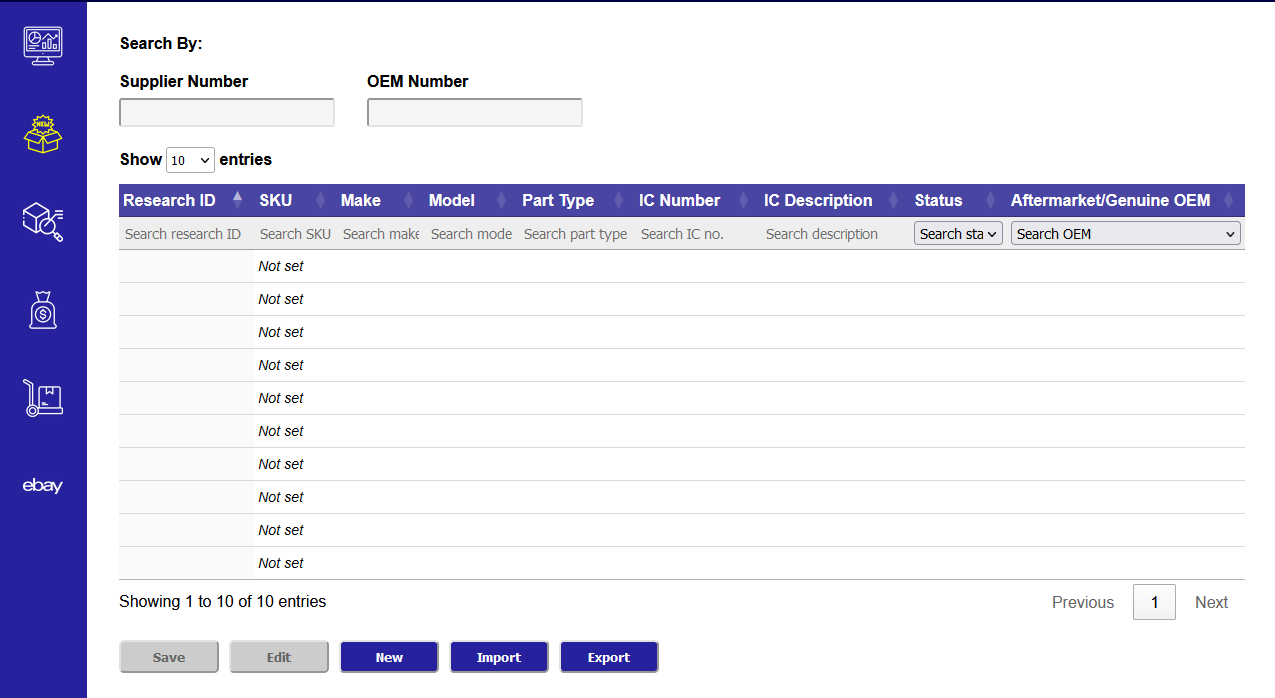 NEW
Search By:
Supplier Number OEM Number
Show 10 entries
Research ID SKU Make Model Part Type IC Number IC Description Status Aftermarket/Genuine OEM
Search research ID Search SKU Search make Search mode Search part type Search IC no. Search description Search sta Search OEM
Not set
Not set
Not set
Not set
Not set
Not set
Not set
Not set
Not set
Not set
ebay
Showing 1 to 10 of 10 entries Previous 1 Next
Save Edit New Import Export